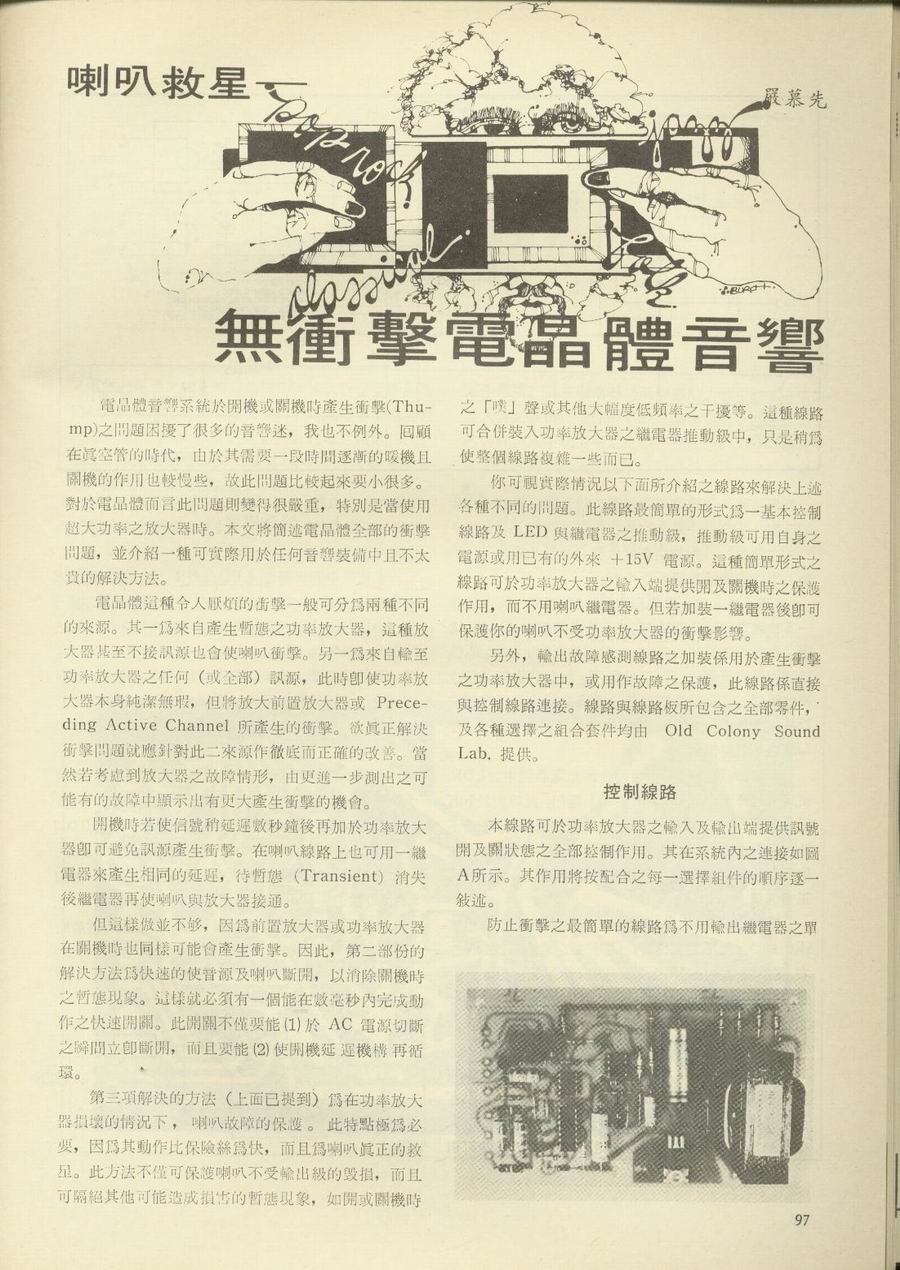 喇叭救星—
嚴慕先
Pop rock
classical
無衝擊電晶體音響
電晶體音響系統於開機或關機時產生衝擊(Thu-
mp)之問題困擾了很多的音響迷，我也不例外。回顧
在眞空管的時代，由於其需要一段時間逐漸的暖機且
關機的作用也較慢些，故此問題比較起來要小很多。
對於電晶體而言此問題則變得很嚴重，特別是當使用
超大功率之放大器時。本文將簡述電晶體全部的衝擊
問題，並介紹一種可實際用於任何音響裝備中且不太
貴的解決方法。
電晶體這種令人厭煩的衝擊一般可分爲兩種不同
的來源。其一爲來自產生暫態之功率放大器，這種放
大器甚至不接訊源也會使喇叭衝擊。另一爲來自輸至
功率放大器之任何（或全部）訊源，此時卽使功率放
大器本身純潔無瑕，但將放大前置放大器或 Prece-
ding Active Channel 所產生的衝擊。欲眞正解決
衝擊問題就應針對此二來源作徹底而正確的改善。當
然若考慮到放大器之故障情形，由更進一步測出之可
能有的故障中顯示出有更大產生衝擊的機會。
開機時若使信號稍延遲數秒鐘後再加於功率放大
器卽可避免訊源產生衝擊。在喇叭線路上也可用一繼
電器來產生相同的延遲，待暫態（Transient）消失
後繼電器再使喇叭與放大器接通。
但這樣做並不够，因爲前置放大器或功率放大器
在關機時也同樣可能會產生衝擊。因此，第二部份的
解決方法爲快速的使音源及喇叭斷開，以消除關機時
之暫態現象。這樣就必須有一個能在數毫秒內完成動
作之快速開關。此開關不僅要能(1)於 AC 電源切斷
之瞬間立卽斷開，而且要能(2)使開機延遲機構再循
環。
第三項解決的方法（上面已提到）爲在功率放大
器損壞的情況下，喇叭故障的保護。此特點極爲必
要，因爲其動作比保險絲爲快，而且爲喇叭眞正的救
星。此方法不僅可保護喇叭不受輸出級的毀損，而且
可隔絕其他可能造成損害的暫態現象，如開或關機時
之「噗」聲或其他大幅度低頻率之干擾等。這種線路
可合併裝入功率放大器之繼電器推動級中，只是稍爲
使整個線路複雜一些而已。
你可視實際情況以下面所介紹之線路來解決上述
各種不同的問題。此線路最簡單的形式爲一基本控制
線路及 LED 與繼電器之推動級，推動級可用自身之
電源或用已有的外來 ＋15V 電源。這種簡單形式之
線路可於功率放大器之輸入端提供開及關機時之保護
作用，而不用喇叭繼電器。但若加裝一繼電器後卽可
保護你的喇叭不受功率放大器的衝擊影響。
另外，輸出故障感測線路之加裝係用於產生衝擊
之功率放大器中，或用作故障之保護，此線路係直接
與控制線路連接。線路與線路板所包含之全部零件，
及各種選擇之組合套件均由 Old Colony Sound
Lab. 提供。
控制線路
本線路可於功率放大器之輸入及輸出端提供訊號
開及關狀態之全部控制作用。其在系統內之連接如圖
A所示。其作用將按配合之每一選擇組件的順序逐一
敍述。
防止衝擊之最簡單的線路爲不用輸出繼電器之單
97